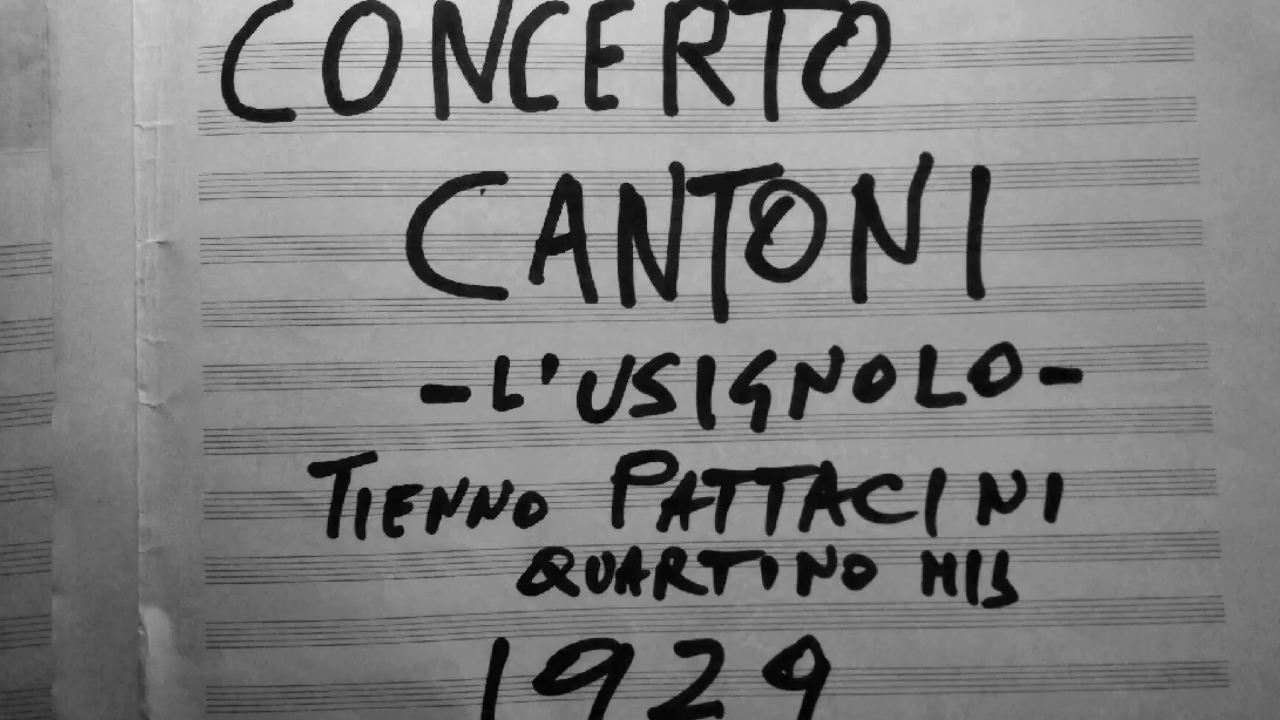 CONCERTO
CANTONI
-L'USIGNOLO-
TIENNO PATTACINI
QUARTINO MIb
1929